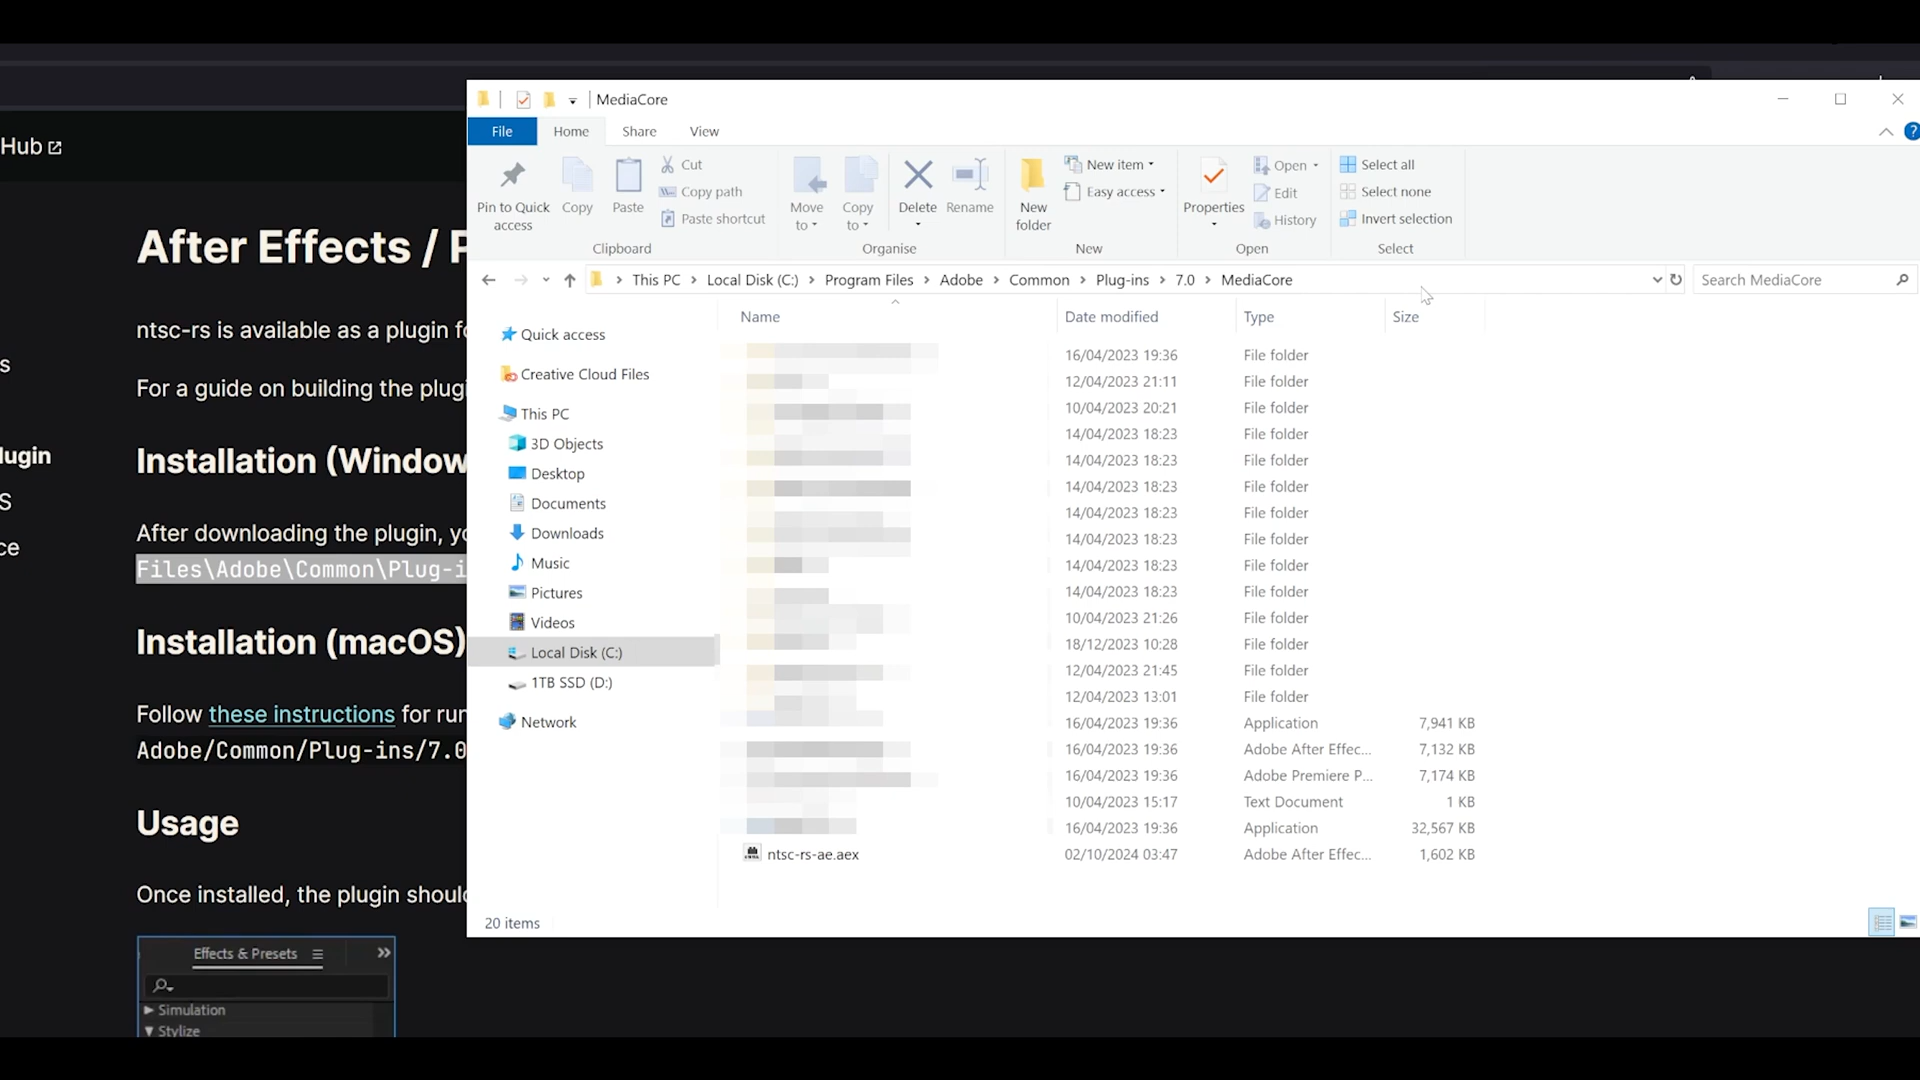 Hub
After Effects / P
ntsc-rs is available as a plugin fo
s
For a guide on building the plugi
lugin
Installation (Window
S
After downloading the plugin, yo
ce
Files\Adobe\Common\Plug-i
Installation (macOS)
Follow these instructions for run
Adobe/Common/Plug-ins/7.0
Usage
Once installed, the plugin shoul
Effects & Presets
Simulation
Stylize
MediaCore
File
Home
Share
View
Pin to Quick
access
Copy
Paste
Cut
Copy path
Paste shortcut
Clipboard
Move
to
Copy
to
Delete
Rename
Organise
New
folder
New item
Easy access
New
Properties
Open
Edit
History
Open
Select all
Select none
Invert selection
Select
This PC > Local Disk (C:) > Program Files > Adobe > Common > Plug-ins > 7.0 > MediaCore
Search MediaCore
Quick access
Creative Cloud Files
This PC
3D Objects
Desktop
Documents
Downloads
Music
Pictures
Videos
Local Disk (C:)
1TB SSD (D:)
Network
Name Date modified Type Size
16/04/2023 19:36 File folder
12/04/2023 21:11 File folder
10/04/2023 20:21 File folder
14/04/2023 18:23 File folder
14/04/2023 18:23 File folder
14/04/2023 18:23 File folder
14/04/2023 18:23 File folder
14/04/2023 18:23 File folder
14/04/2023 18:23 File folder
14/04/2023 18:23 File folder
10/04/2023 21:26 File folder
18/12/2023 10:28 File folder
12/04/2023 21:45 File folder
12/04/2023 13:01 File folder
16/04/2023 19:36 Application 7,941 KB
16/04/2023 19:36 Adobe After Effec... 7,132 KB
16/04/2023 19:36 Adobe Premiere P... 7,174 KB
10/04/2023 15:17 Text Document 1 KB
16/04/2023 19:36 Application 32,567 KB
ntsc-rs-ae.aex 02/10/2024 03:47 Adobe After Effec... 1,602 KB
20 items